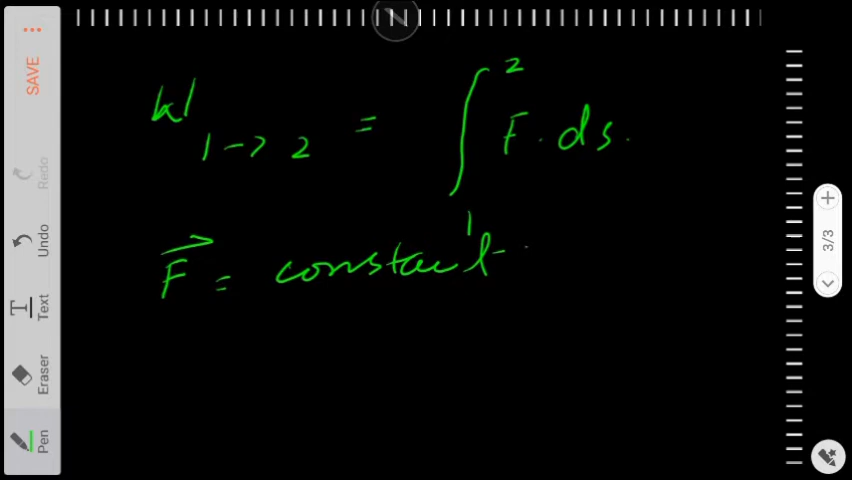 W₁→₂ = ∫₁² F · ds.
F⃗ = constant.
SAVE
Redo
Undo
Text
Eraser
Pen
3/3